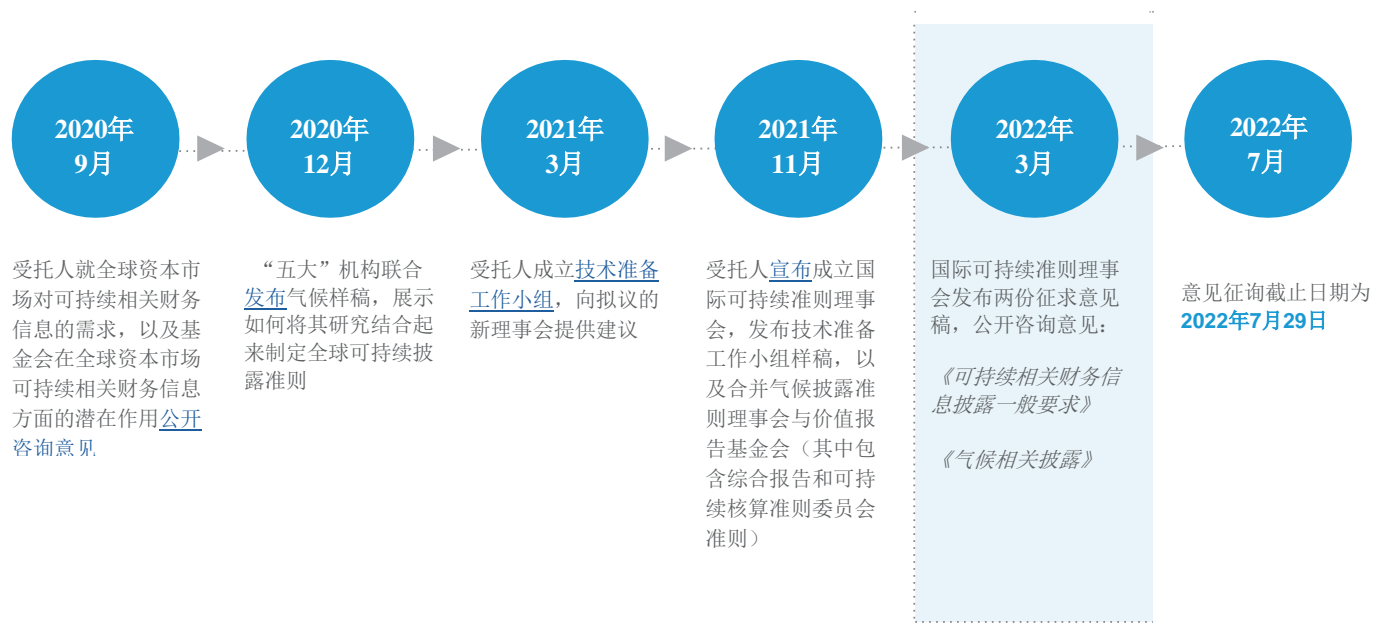 2020年
9月
受托人就全球资本市
场对可持续相关财务
信息的需求，以及基
金会在全球资本市场
可持续相关财务信息
方面的潜在作用公开
咨询意见
2020年
12月
“五大”机构联合
发布气候样稿，展示
如何将其研究结合起
来制定全球可持续披
露准则
2021年
3月
受托人成立技术准备
工作小组，向拟议的
新理事会提供建议
2021年
11月
受托人宣布成立国
际可持续准则理事
会，发布技术准备
工作小组样稿，以
及合并气候披露准
则理事会与价值报
告基金会（其中包
含综合报告和可持
续核算准则委员会
准则）
2022年
3月
国际可持续准则理事
会发布两份征求意见
稿，公开咨询意见：
《可持续相关财务信
息披露一般要求》
《气候相关披露》
2022年
7月
意见征询截止日期为
2022年7月29日